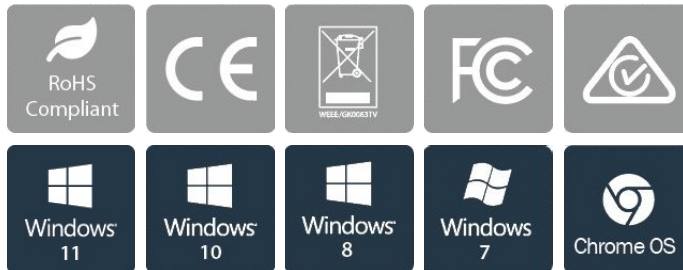 RoHS
Compliant
CE
WEEE/GK0063TV
FC
Windows
11
Windows
10
Windows
8
Windows
7
Chrome OS